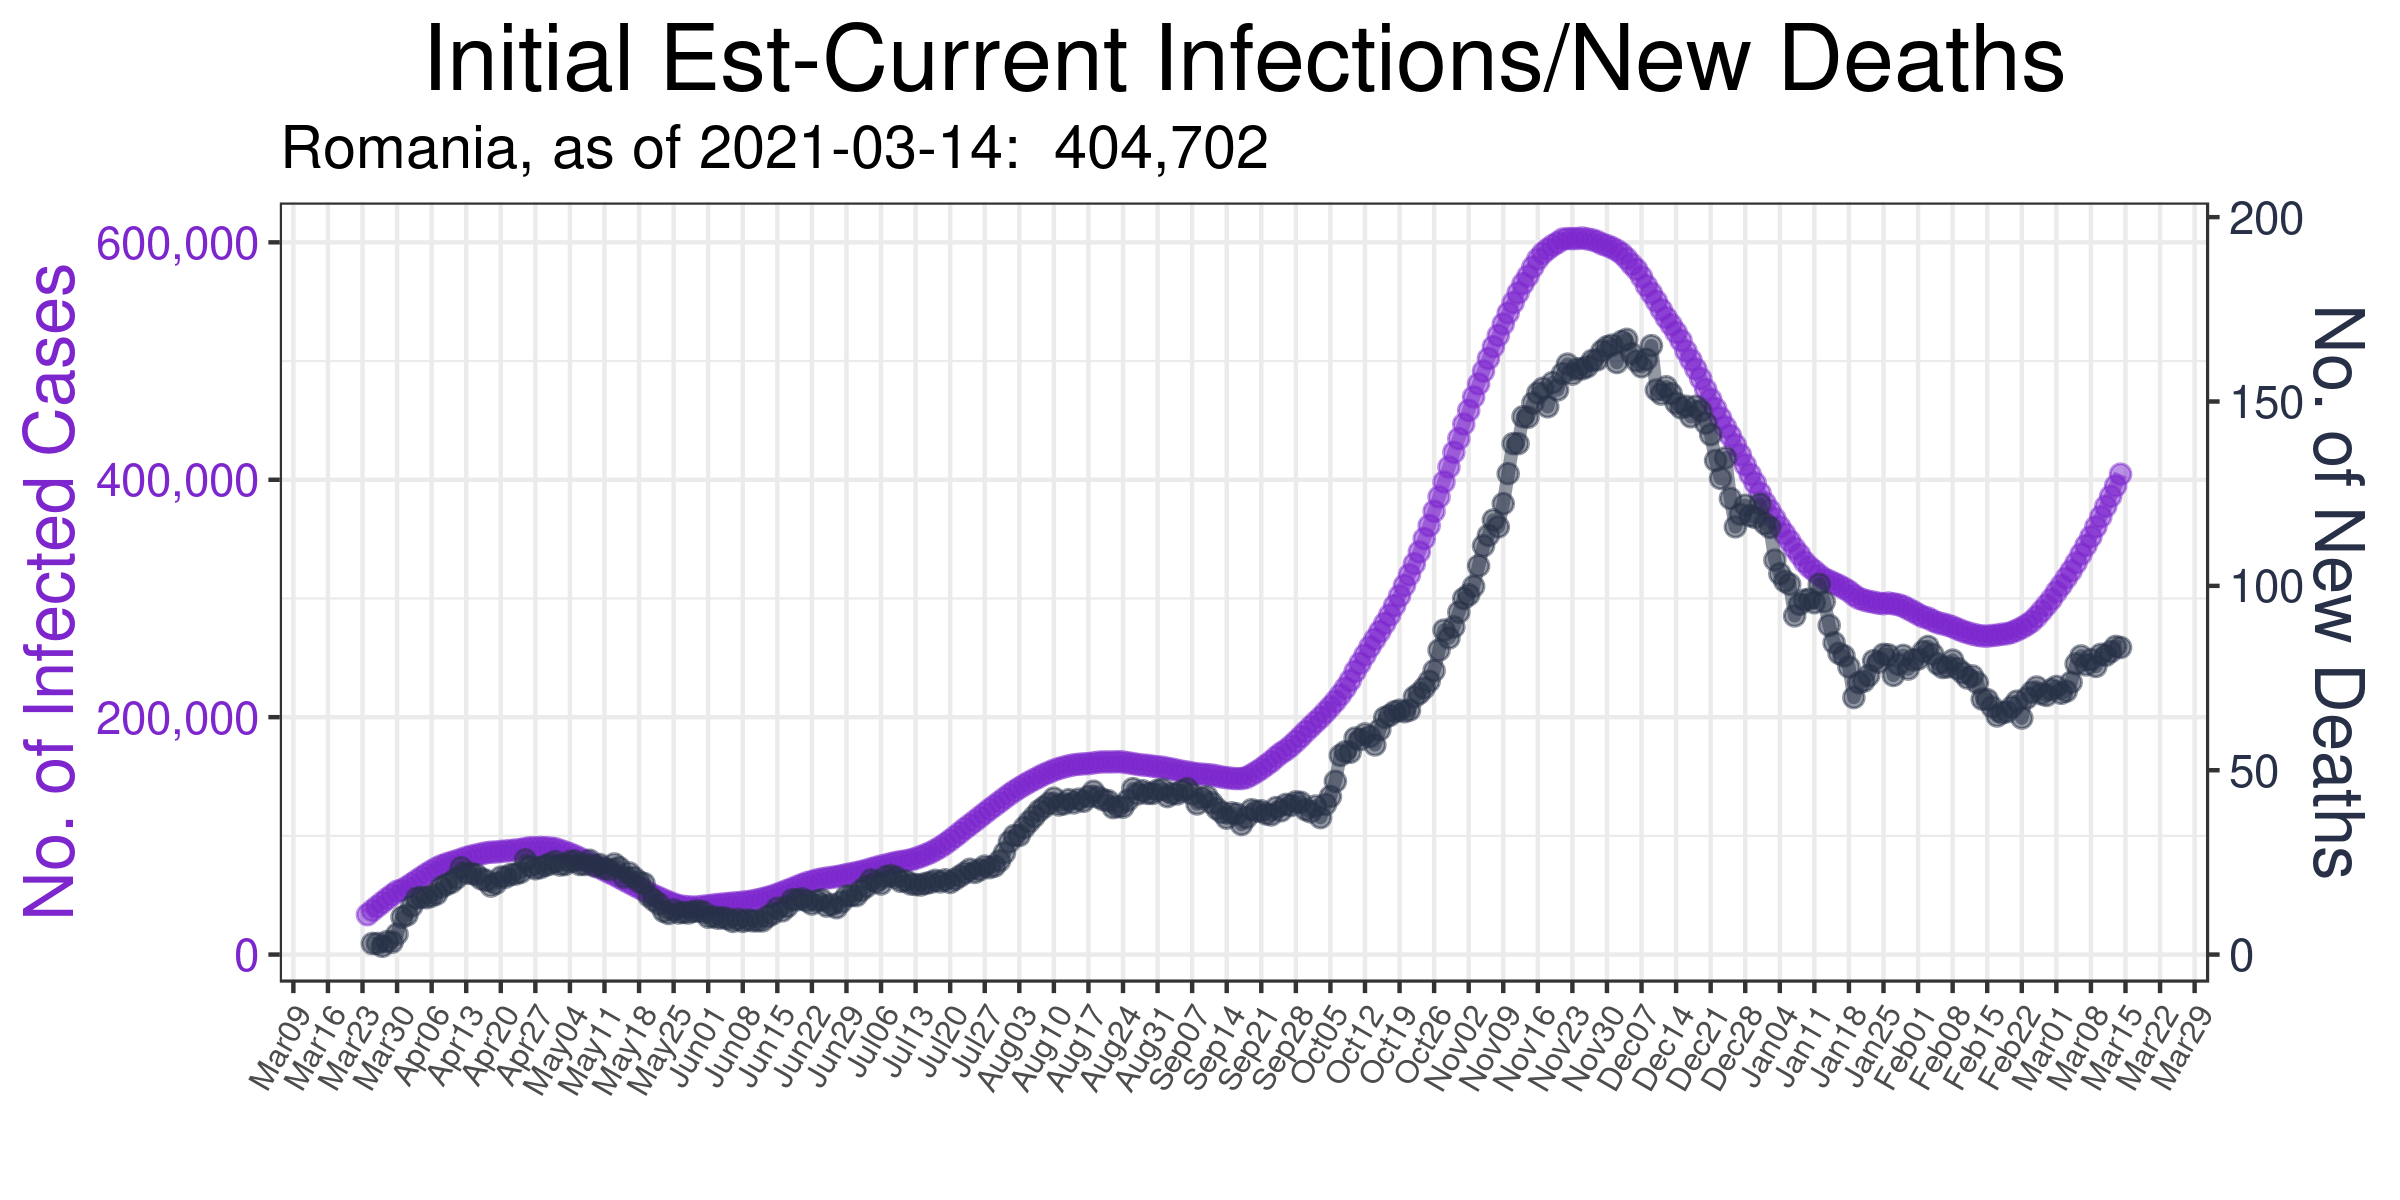 Initial Est-Current Infections/New Deaths
Romania, as of 2021-03-14:  404,702
No. of Infected Cases
600,000
400,000
200,000
0
200
150
100
50
0
No. of New Deaths
Mar09
Mar16
Mar23
Mar30
Apr06
Apr13
Apr20
Apr27
May04
May11
May18
May25
Jun01
Jun08
Jun15
Jun22
Jun29
Jul06
Jul13
Jul20
Jul27
Aug03
Aug10
Aug17
Aug24
Aug31
Sep07
Sep14
Sep21
Sep28
Oct05
Oct12
Oct19
Oct26
Nov02
Nov09
Nov16
Nov23
Nov30
Dec07
Dec14
Dec21
Dec28
Jan04
Jan11
Jan18
Jan25
Feb01
Feb08
Feb15
Feb22
Mar01
Mar08
Mar15
Mar22
Mar29